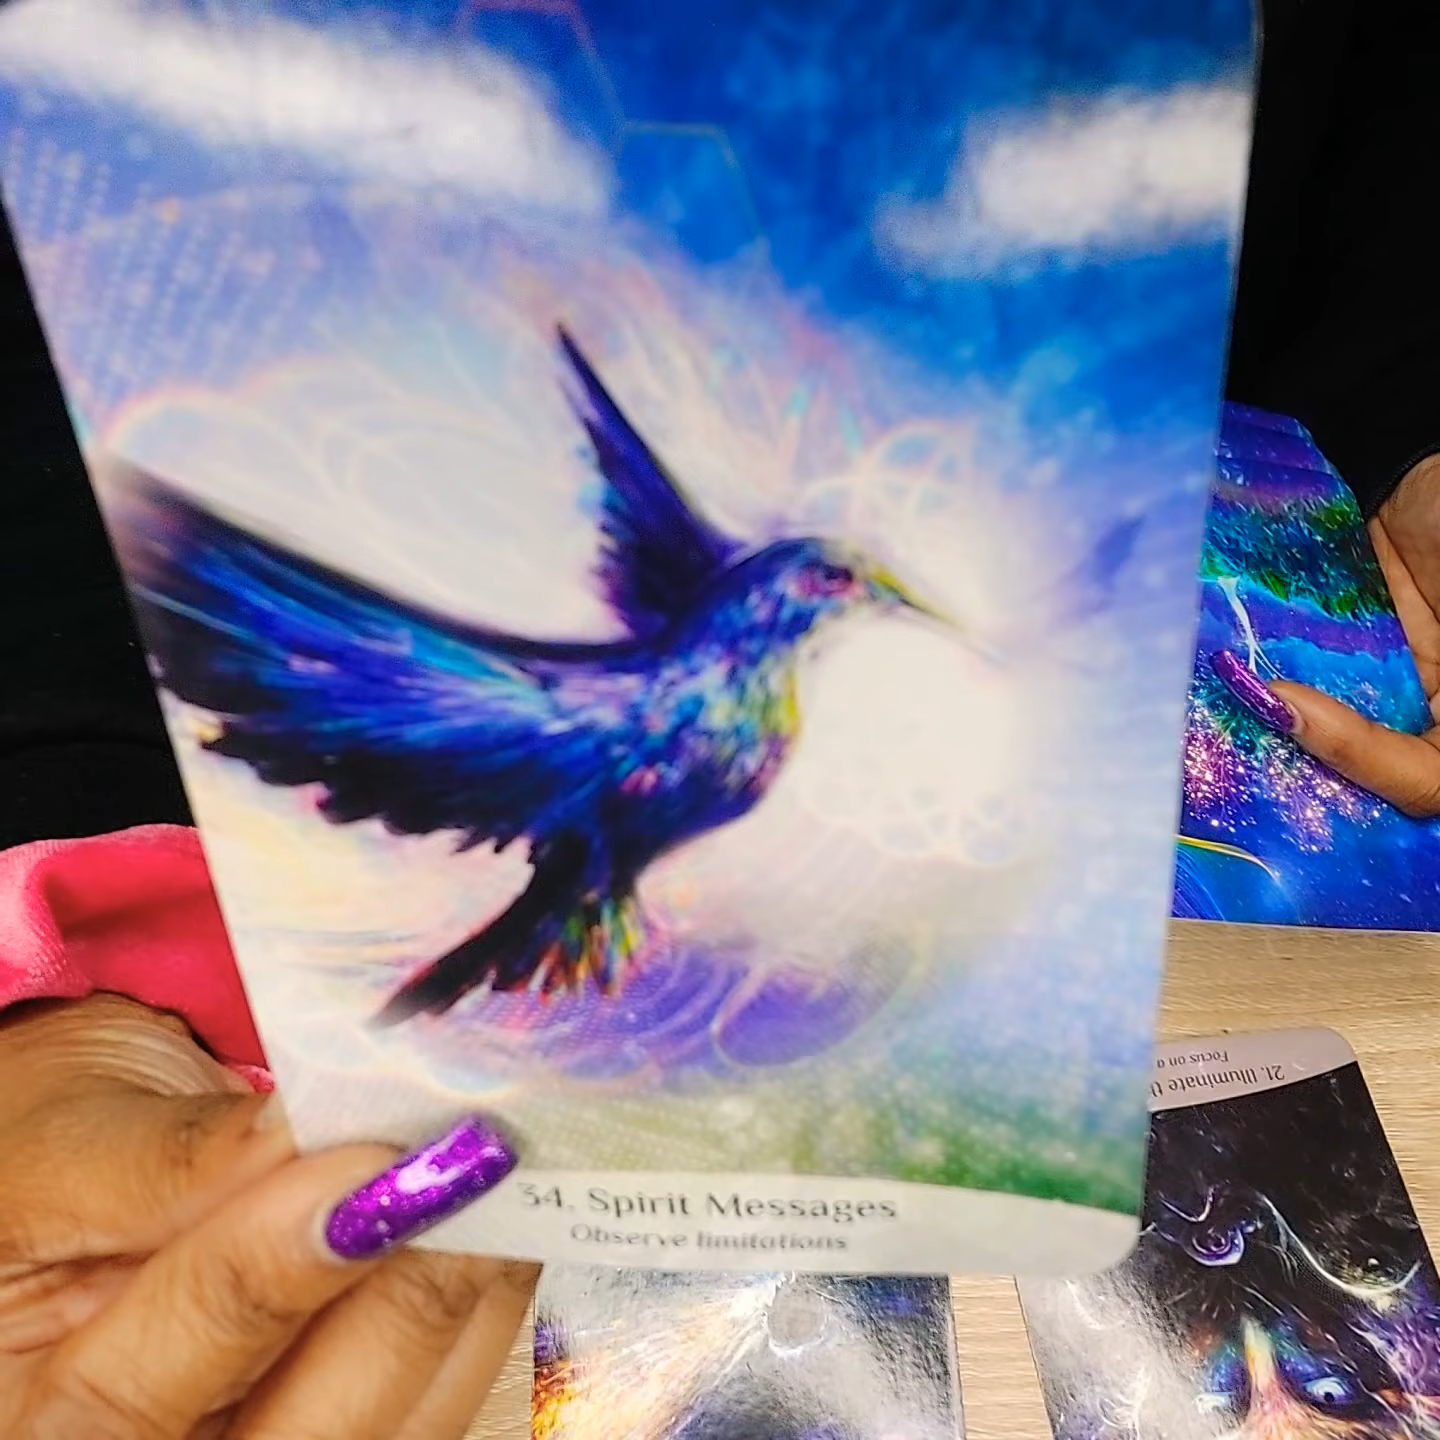 34. Spirit Messages
Observe limitations
21. Illuminate
Focus on